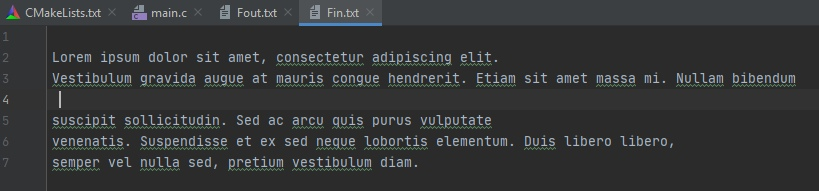 CMakeLists.txt main.c Fout.txt Fin.txt
1
2 Lorem ipsum dolor sit amet, consectetur adipiscing elit.
3 Vestibulum gravida augue at mauris congue hendrerit. Etiam sit amet massa mi. Nullam bibendum
4
5 suscipit sollicitudin. Sed ac arcu quis purus vulputate
6 venenatis. Suspendisse et ex sed neque lobortis elementum. Duis libero libero,
7 semper vel nulla sed, pretium vestibulum diam.